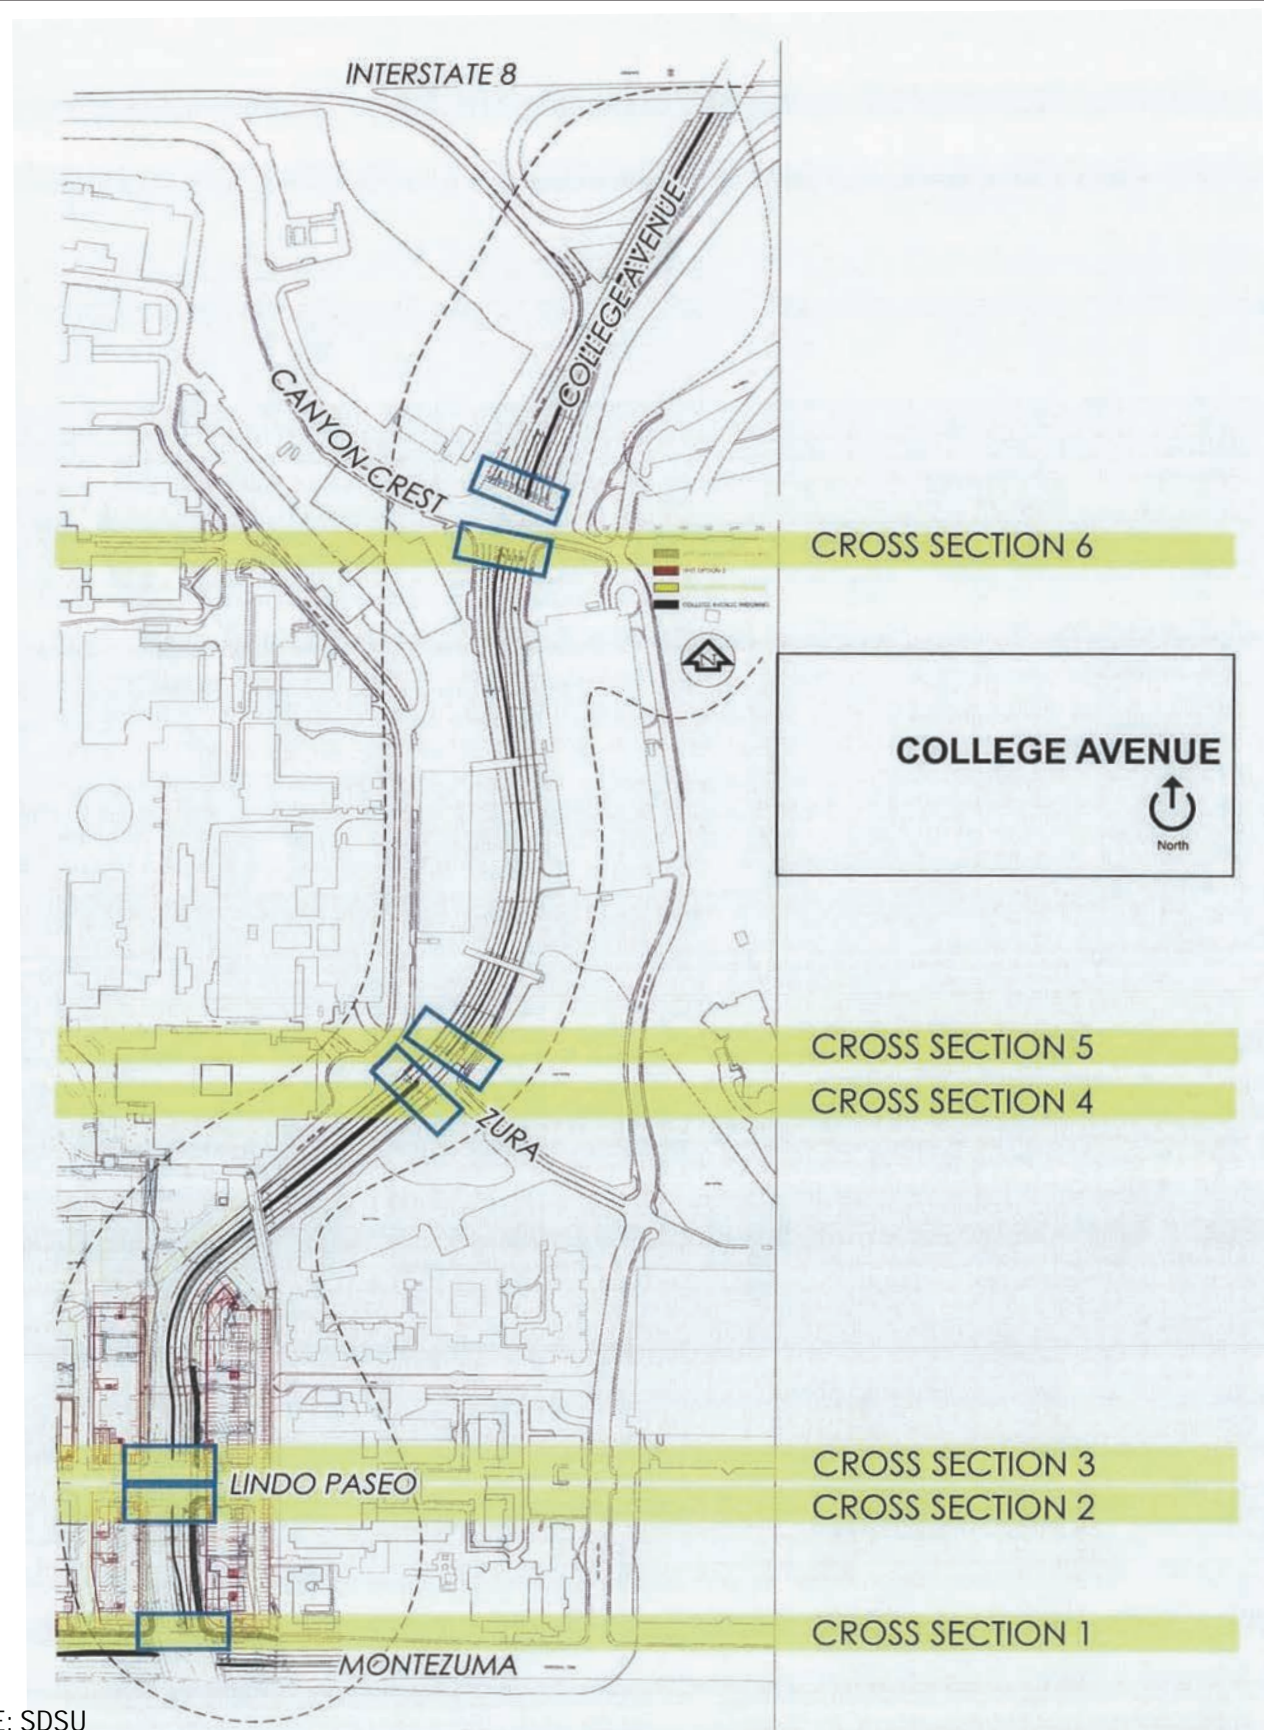 INTERSTATE 8
COLLEGE AVENUE
CANYON CREST
CROSS SECTION 6
COLLEGE AVENUE
North
N
CROSS SECTION 5
CROSS SECTION 4
ZURA
CROSS SECTION 3
LINDO PASEO
CROSS SECTION 2
CROSS SECTION 1
MONTEZUMA
E: SDSU